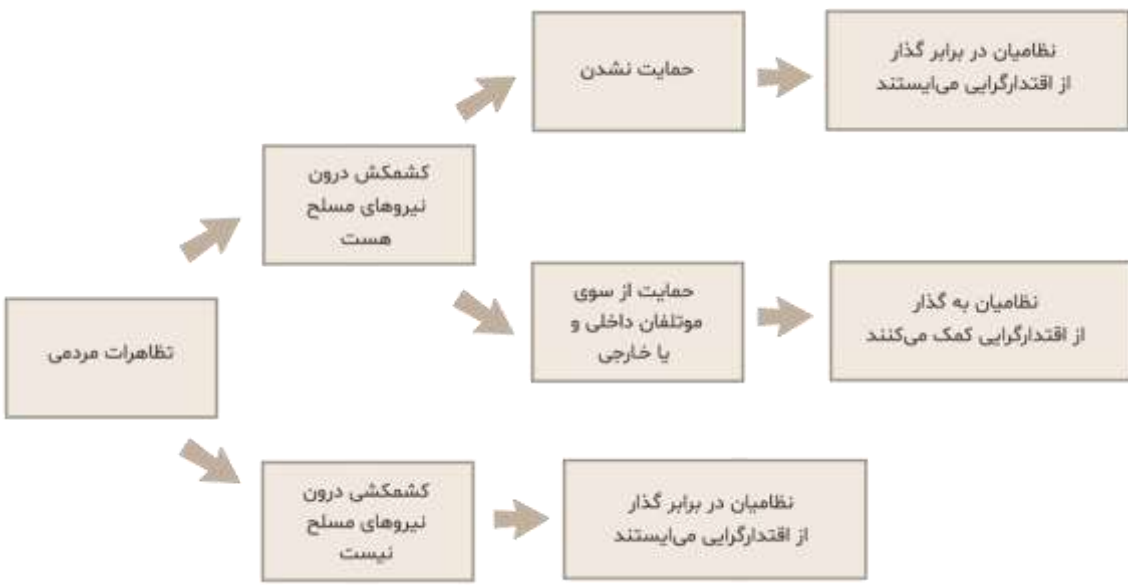 تظاهرات مردمی
کشمکش درون
نیروهای مسلح
هست
حمایت نشدن
نظامیان در برابر گذار
از اقتدارگرایی می‌ایستند
حمایت از سوی
موتلفان داخلی و
یا خارجی
نظامیان به گذار
از اقتدارگرایی کمک می‌کنند
کشمکشی درون
نیروهای مسلح
نیست
نظامیان در برابر گذار
از اقتدارگرایی می‌ایستند